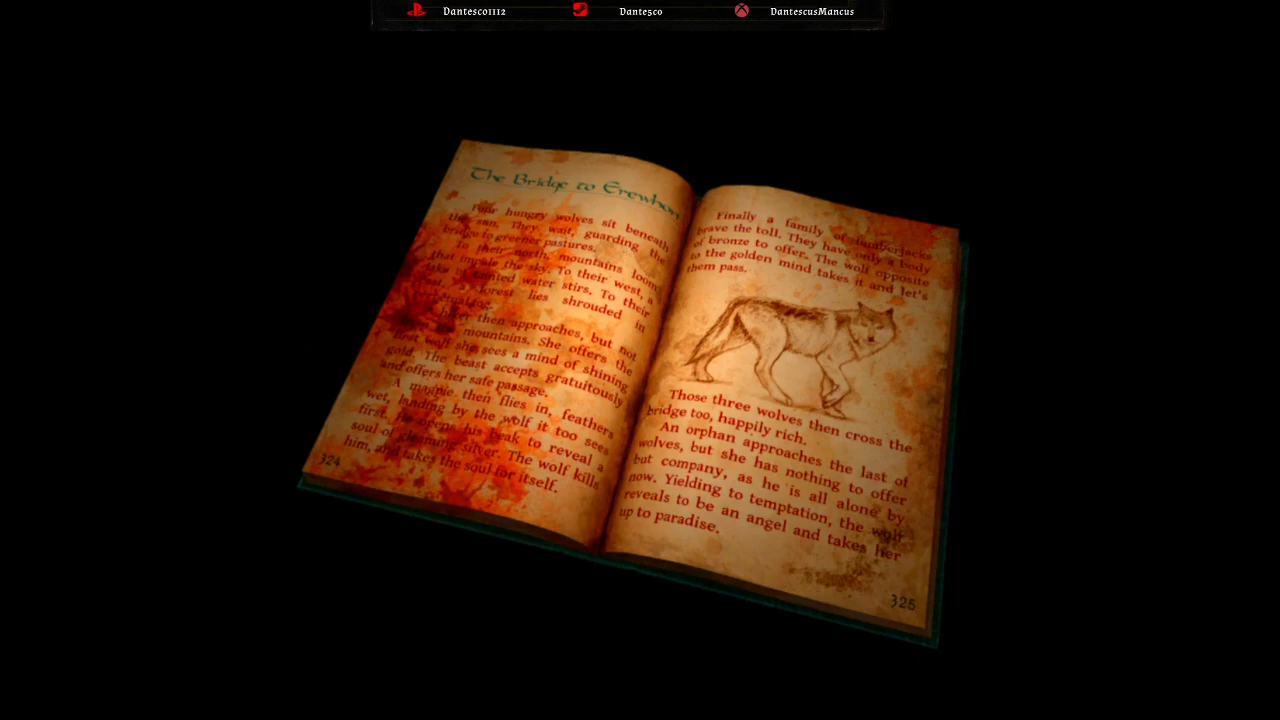 Dantesco1112 Dante5co DantescusMancus
The Bridge to Erewhon
Four hungry wolves sit beneath
the sun. They wait, guarding the
bridge to greener pastures.
To their north, mountains loom
that impale the sky. To their west, a
lake of tainted water stirs. To their
east, forest lies shrouded in
then approaches, but not
first wolf she sees a mind of shining
mountains. She offers the
gold. The beast accepts gratuitously
and offers her safe passage.
A magpie then flies in, feathers
wet, landing by the wolf it too sees
first. He opens his beak to reveal a
soul of gleaming silver. The wolf kills
him, and takes the soul for itself.
324
Finally a family of lumberjacks
brave the toll. They have only a body
of bronze to offer. The wolf opposite
to the golden mind takes it and let's
them pass.
Those three wolves then cross the
bridge too, happily rich.
An orphan approaches the last of
wolves, but she has nothing to offer
but company, as he is all alone by
now. Yielding to temptation, the wolf
reveals to be an angel and takes her
up to paradise.
325